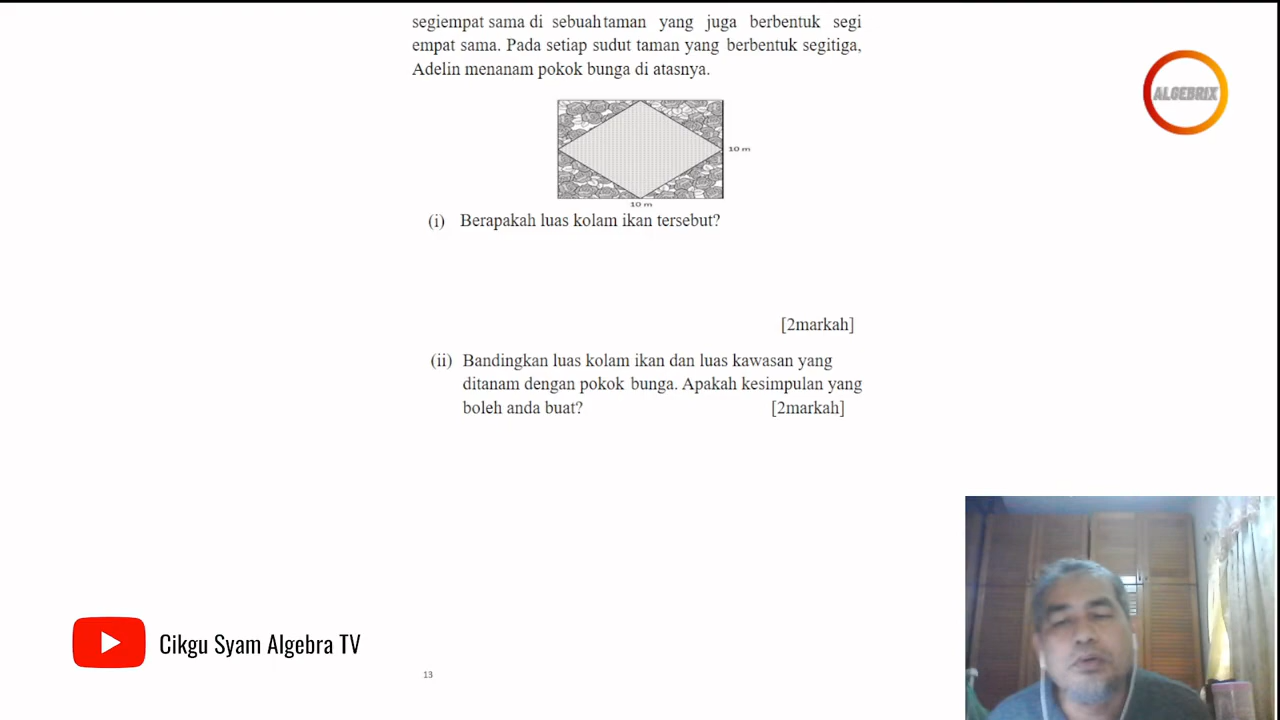 segiempat sama di sebuahtaman yang juga berbentuk segi
empat sama. Pada setiap sudut taman yang berbentuk segitiga,
Adelin menanam pokok bunga di atasnya.
ALGEBRIX
10 m
10 m
(i) Berapakah luas kolam ikan tersebut?
[2markah]
(ii) Bandingkan luas kolam ikan dan luas kawasan yang
ditanam dengan pokok bunga. Apakah kesimpulan yang
boleh anda buat? [2markah]
Cikgu Syam Algebra TV
13